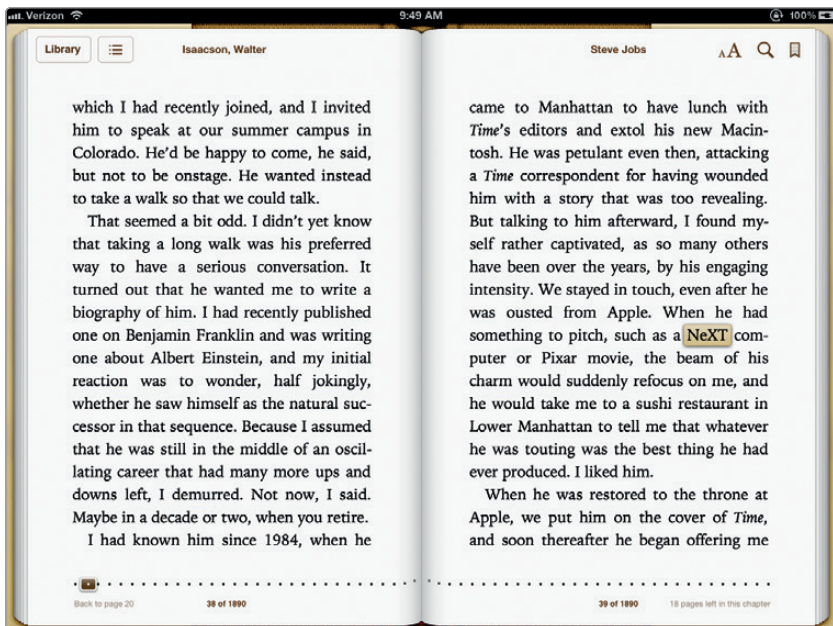 Verizon 9:49 AM 100%
Library Isaacson, Walter Steve Jobs AA
which I had recently joined, and I invited
him to speak at our summer campus in
Colorado. He'd be happy to come, he said,
but not to be onstage. He wanted instead
to take a walk so that we could talk.
That seemed a bit odd. I didn't yet know
that taking a long walk was his preferred
way to have a serious conversation. It
turned out that he wanted me to write a
biography of him. I had recently published
one on Benjamin Franklin and was writing
one about Albert Einstein, and my initial
reaction was to wonder, half jokingly,
whether he saw himself as the natural suc-
cessor in that sequence. Because I assumed
that he was still in the middle of an oscil-
lating career that had many more ups and
downs left, I demurred. Not now, I said.
Maybe in a decade or two, when you retire.
I had known him since 1984, when he
Back to page 20 38 of 1890
came to Manhattan to have lunch with
Time's editors and extol his new Macin-
tosh. He was petulant even then, attacking
a Time correspondent for having wounded
him with a story that was too revealing.
But talking to him afterward, I found my-
self rather captivated, as so many others
have been over the years, by his engaging
intensity. We stayed in touch, even after he
was ousted from Apple. When he had
something to pitch, such as a NeXT com-
puter or Pixar movie, the beam of his
charm would suddenly refocus on me, and
he would take me to a sushi restaurant in
Lower Manhattan to tell me that whatever
he was touting was the best thing he had
ever produced. I liked him.
When he was restored to the throne at
Apple, we put him on the cover of Time,
and soon thereafter he began offering me
39 of 1890 18 pages left in this chapter